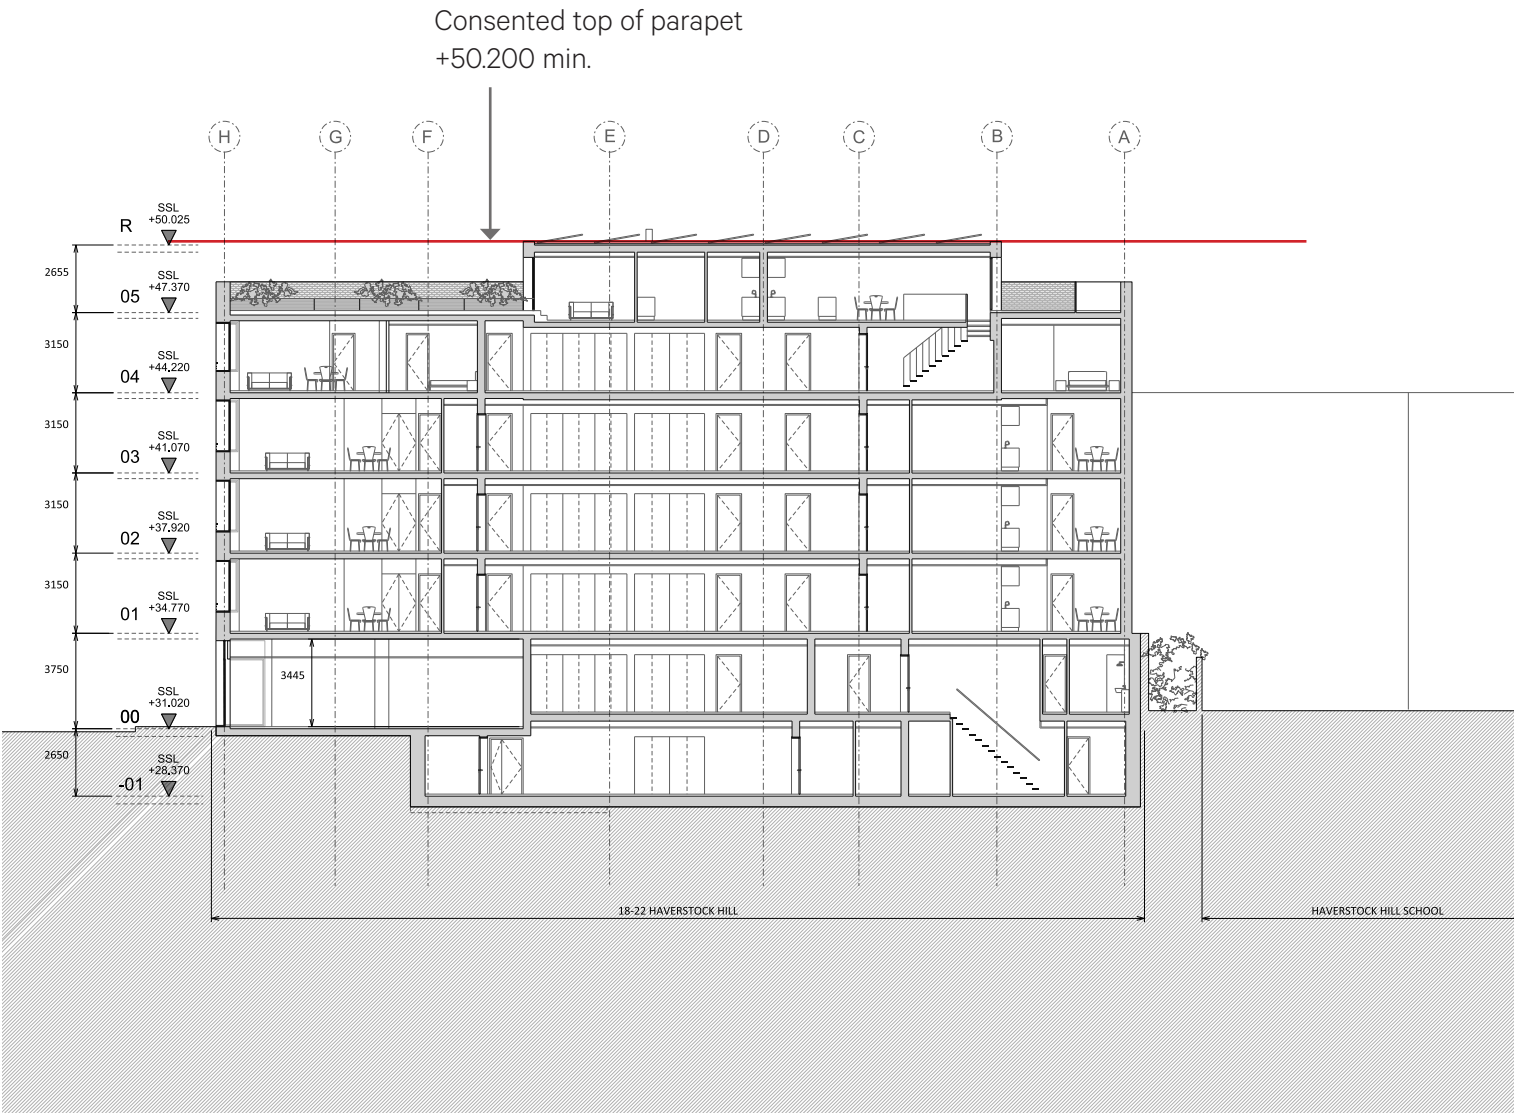 Consented top of parapet
+50.200 min.
H G F E D C B A
R
SSL
+50.025
2655
05
SSL
+47.370
3150
04
SSL
+44.220
3150
03
SSL
+41.070
3150
02
SSL
+37.920
3150
01
SSL
+34.770
3750
3445
00
SSL
+31.020
2650
-01
SSL
+28.370
18-22 HAVERSTOCK HILL
HAVERSTOCK HILL SCHOOL